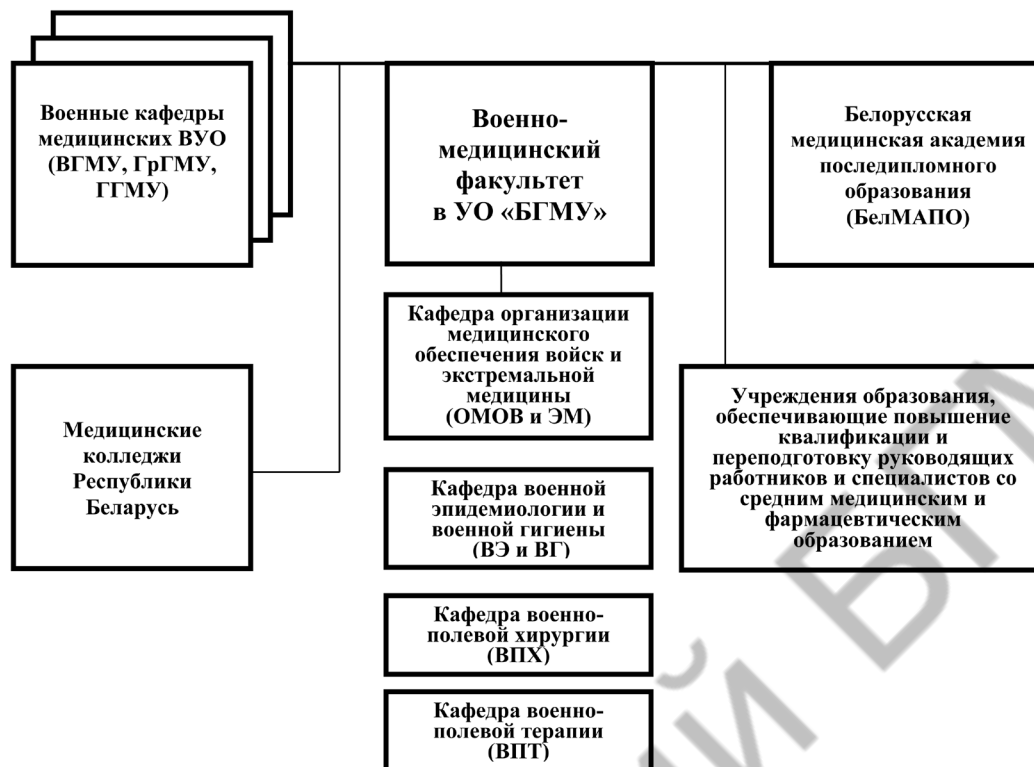 Военные кафедры
медицинских ВУО
(ВГМУ, ГрГМУ,
ГГМУ)
Военно-
медицинский
факультет
в УО «БГМУ»
Белорусская
медицинская академия
последипломного
образования
(БелМАПО)
Кафедра организации
медицинского
обеспечения войск и
экстремальной
медицины
(ОМОВ и ЭМ)
Медицинские
колледжи
Республики
Беларусь
Учреждения образования,
обеспечивающие повышение
квалификации и
переподготовку руководящих
работников и специалистов со
средним медицинским и
фармацевтическим
образованием
Кафедра военной
эпидемиологии и
военной гигиены
(ВЭ и ВГ)
Кафедра военно-
полевой хирургии
(ВПХ)
Кафедра военно-
полевой терапии
(ВПТ)